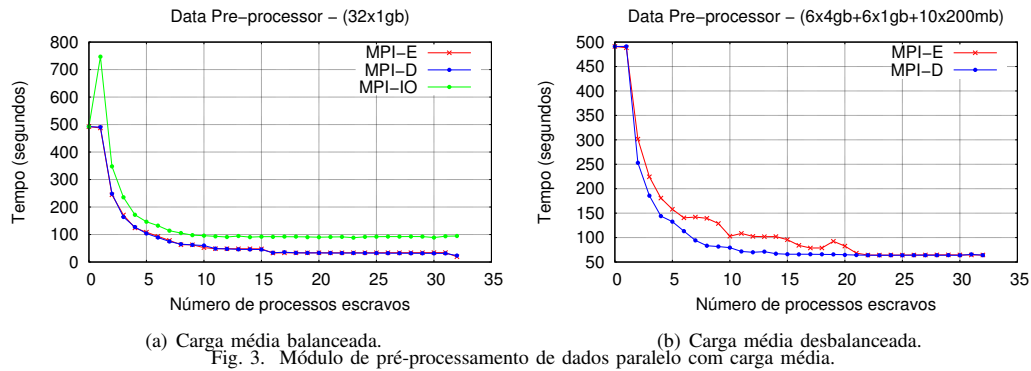 Data Pre-processor - (32x1gb)
800
700
600
500
400
300
200
100
0
0 5 10 15 20 25 30 35
Tempo (segundos)
Número de processos escravos
MPI-E
MPI-D
MPI-IO
(a) Carga média balanceada.
Data Pre-processor - (6x4gb+6x1gb+10x200mb)
500
450
400
350
300
250
200
150
100
50
0 5 10 15 20 25 30 35
Tempo (segundos)
Número de processos escravos
MPI-E
MPI-D
(b) Carga média desbalanceada.
Fig. 3. Módulo de pré-processamento de dados paralelo com carga média.